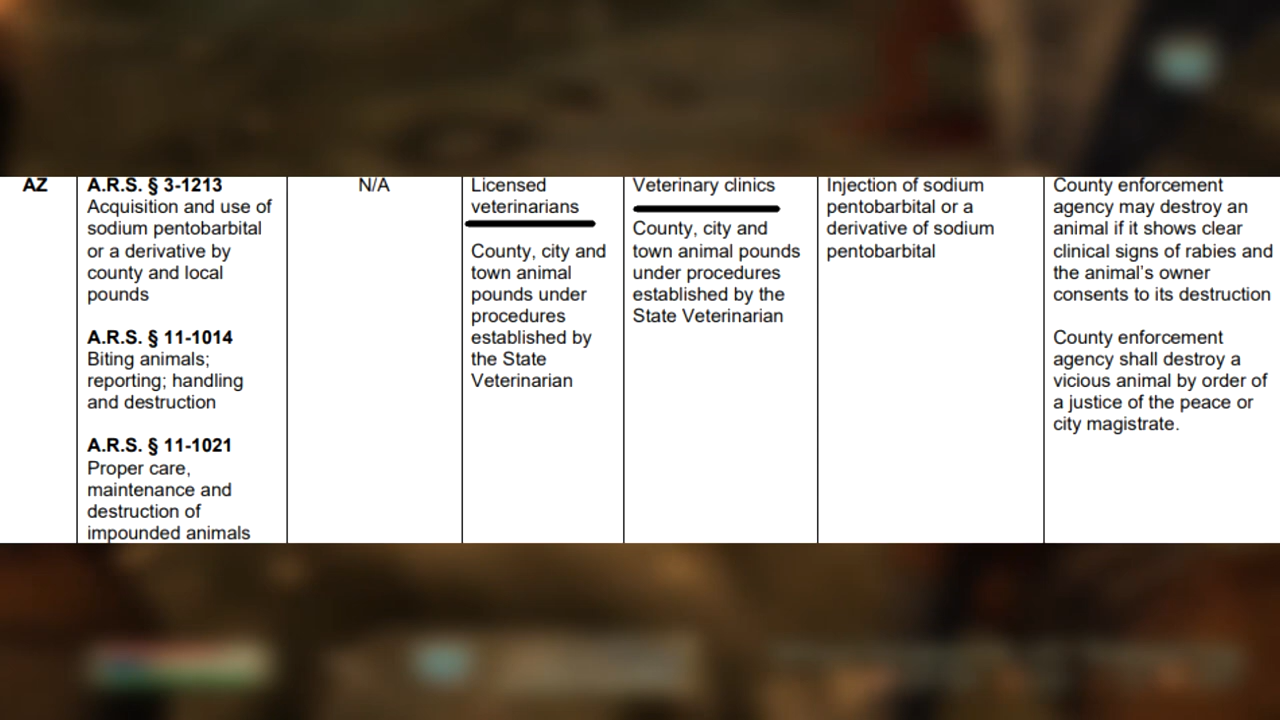 AZ
A.R.S. § 3-1213
Acquisition and use of
sodium pentobarbital
or a derivative by
county and local
pounds
A.R.S. § 11-1014
Biting animals;
reporting; handling
and destruction
A.R.S. § 11-1021
Proper care,
maintenance and
destruction of
impounded animals
N/A
Licensed
veterinarians
County, city and
town animal
pounds under
procedures
established by
the State
Veterinarian
Veterinary clinics
County, city and
town animal pounds
under procedures
established by the
State Veterinarian
Injection of sodium
pentobarbital or a
derivative of sodium
pentobarbital
County enforcement
agency may destroy an
animal if it shows clear
clinical signs of rabies and
the animal’s owner
consents to its destruction
County enforcement
agency shall destroy a
vicious animal by order of
a justice of the peace or
city magistrate.